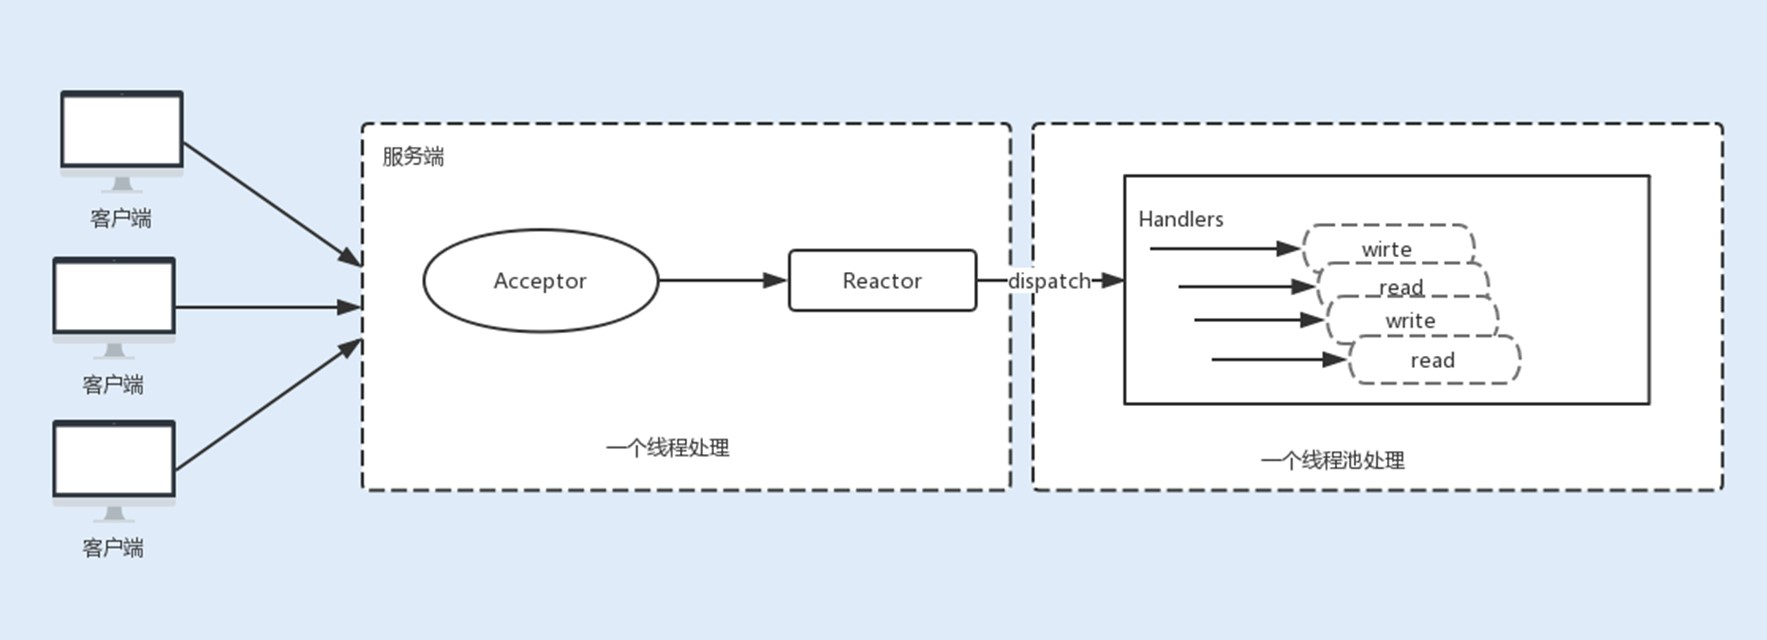 客户端
客户端
客户端
服务端
Acceptor
Reactor
一个线程处理
dispatch
Handlers
wirte
read
write
read
一个线程池处理